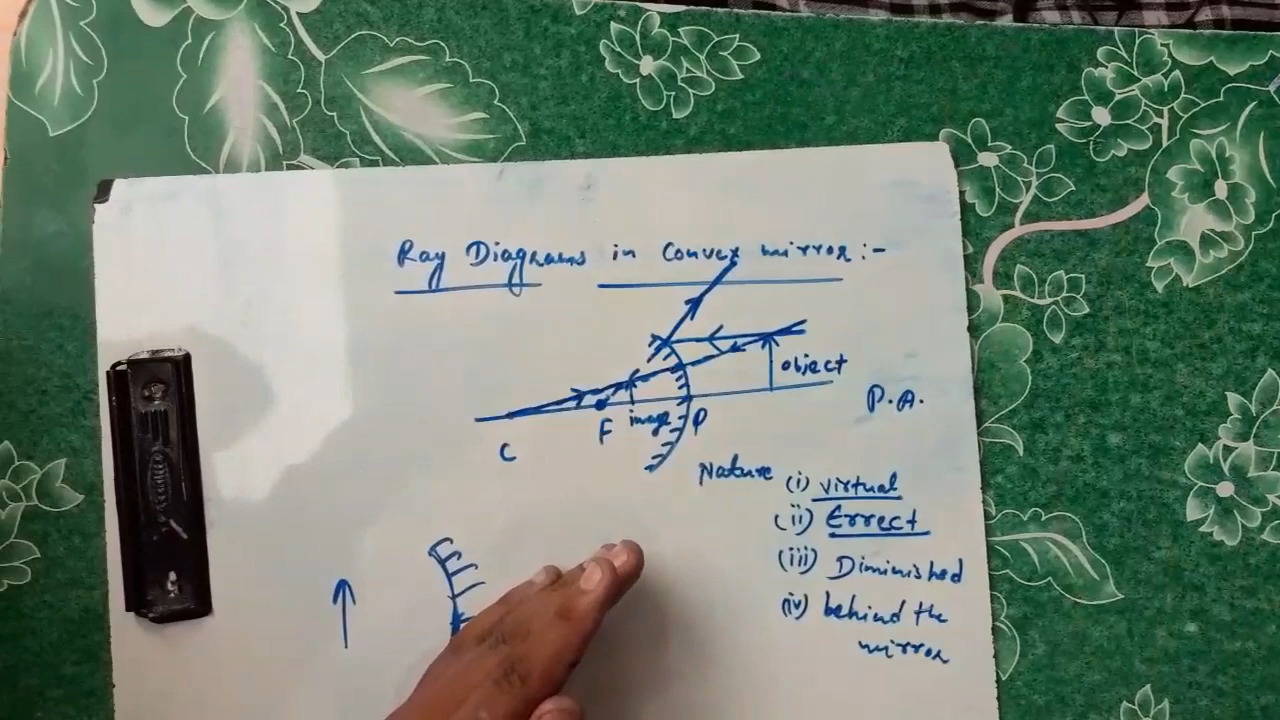 Ray Diagrams in Convex mirror :-
object
P.A.
F image P
C
Nature (i) virtual
(ii) Errect
(iii) Diminished
(iv) behind the
mirror